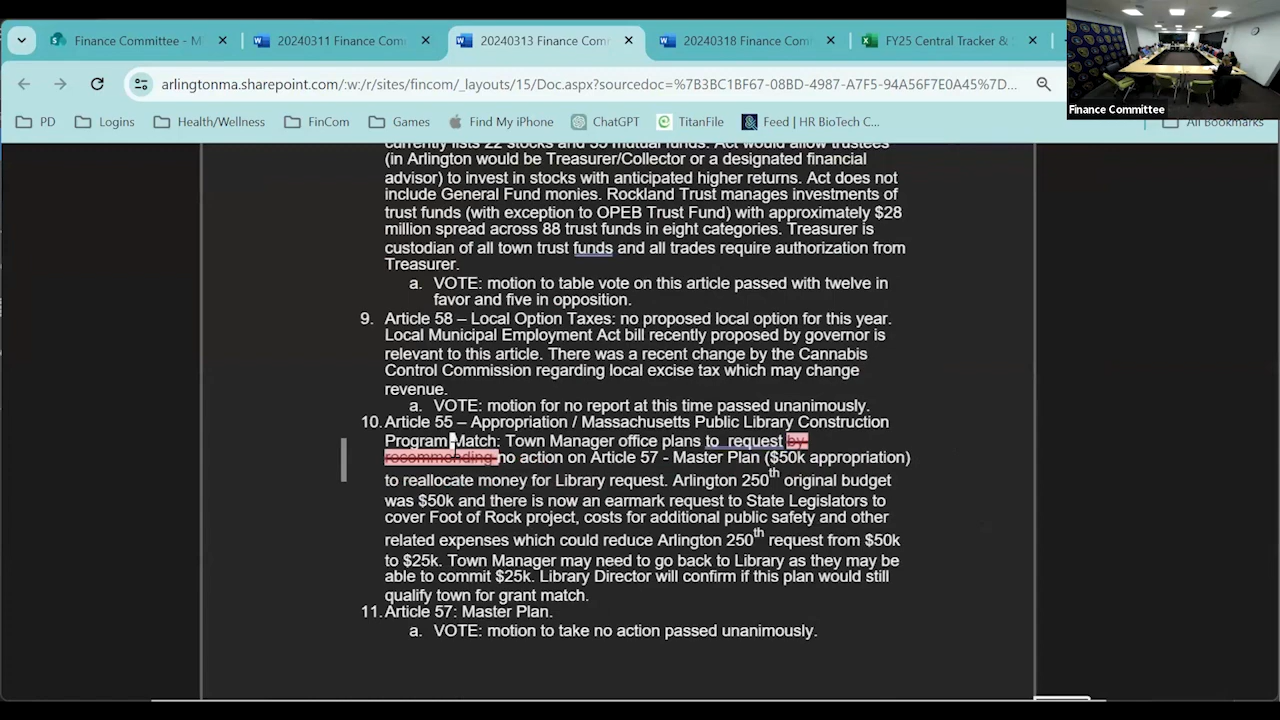 Finance Committee - M
20240311 Finance Com
20240313 Finance Com
20240318 Finance Com
FY25 Central Tracker &
arlingtonma.sharepoint.com/:w:/r/sites/fincom/_layouts/15/Doc.aspx?sourcedoc=%7B3BC1BF67-08BD-4987-A7F5-94A56F7E0A45%7D...
Finance Committee
PD
Logins
Health/Wellness
FinCom
Games
Find My iPhone
ChatGPT
TitanFile
Feed | HR BioTech C...
All Bookmarks
currently lists 22 stocks and 55 mutual funds. Act would allow trustees
(in Arlington would be Treasurer/Collector or a designated financial
advisor) to invest in stocks with anticipated higher returns. Act does not
include General Fund monies. Rockland Trust manages investments of
trust funds (with exception to OPEB Trust Fund) with approximately $28
million spread across 88 trust funds in eight categories. Treasurer is
custodian of all town trust funds and all trades require authorization from
Treasurer.
a. VOTE: motion to table vote on this article passed with twelve in
favor and five in opposition.
9. Article 58 – Local Option Taxes: no proposed local option for this year.
Local Municipal Employment Act bill recently proposed by governor is
relevant to this article. There was a recent change by the Cannabis
Control Commission regarding local excise tax which may change
revenue.
a. VOTE: motion for no report at this time passed unanimously.
10. Article 55 – Appropriation / Massachusetts Public Library Construction
Program Match: Town Manager office plans to request by
recommending no action on Article 57 - Master Plan ($50k appropriation)
to reallocate money for Library request. Arlington 250th original budget
was $50k and there is now an earmark request to State Legislators to
cover Foot of Rock project, costs for additional public safety and other
related expenses which could reduce Arlington 250th request from $50k
to $25k. Town Manager may need to go back to Library as they may be
able to commit $25k. Library Director will confirm if this plan would still
qualify town for grant match.
11. Article 57: Master Plan.
a. VOTE: motion to take no action passed unanimously.